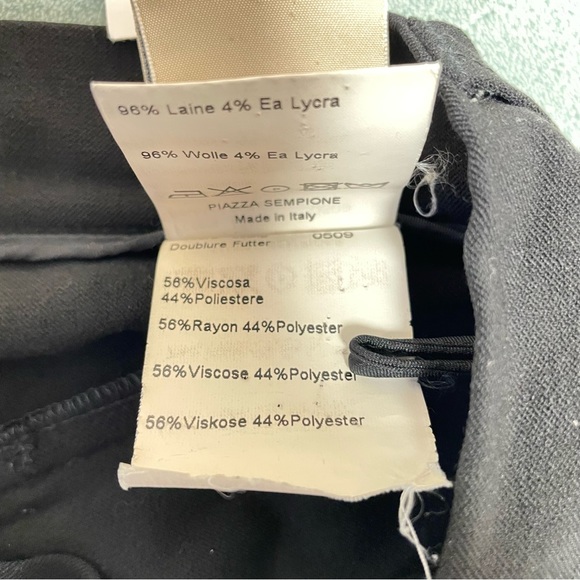 96% Laine 4% Ea Lycra
96% Wolle 4% Ea Lycra
PIAZZA SEMPIONE
Made in Italy
Doublure Futter 0509
56%Viscosa
44%Poliestere
56%Rayon 44%Polyester
56%Viscose 44%Polyester
56%Viskose 44%Polyester